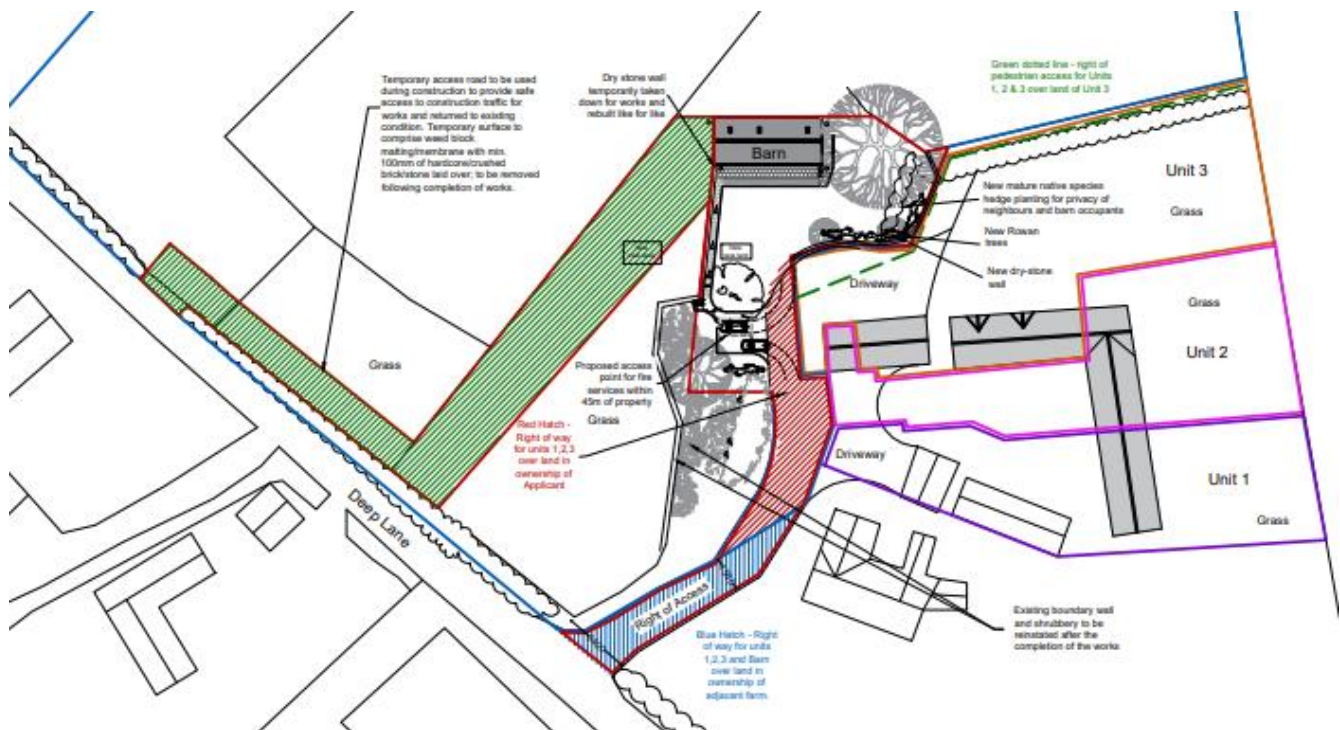 Temporary access road to be used
during construction to provide safe
access to construction traffic for
works and returned to existing
condition. Temporary surface to
comprise weed block
matting/membrane with min.
100mm of hardcore/crushed
brick/stone laid over; to be removed
following completion of works.
Dry stone wall
temporarily taken
down for works and
rebuilt like for like
Green dotted line - right of
pedestrian access for Units
1, 2 & 3 over land of Unit 3
Barn
Unit 3
Grass
New mature native species
hedge planting for privacy of
neighbours and barn occupants
New Rowan
trees
New dry-stone
wall
Driveway
Grass
Unit 2
Grass
Proposed access
point for fire
services within
45m of property
Grass
Red Hatch -
Right of way
for units 1,2,3
over land in
ownership of
Applicant
Driveway
Unit 1
Grass
Deep Lane
Right of Access
Blue Hatch - Right
of way for units
1,2,3 and Barn
over land in
ownership of
adjacent farm.
Existing boundary wall
and shrubbery to be
reinstated after the
completion of the works